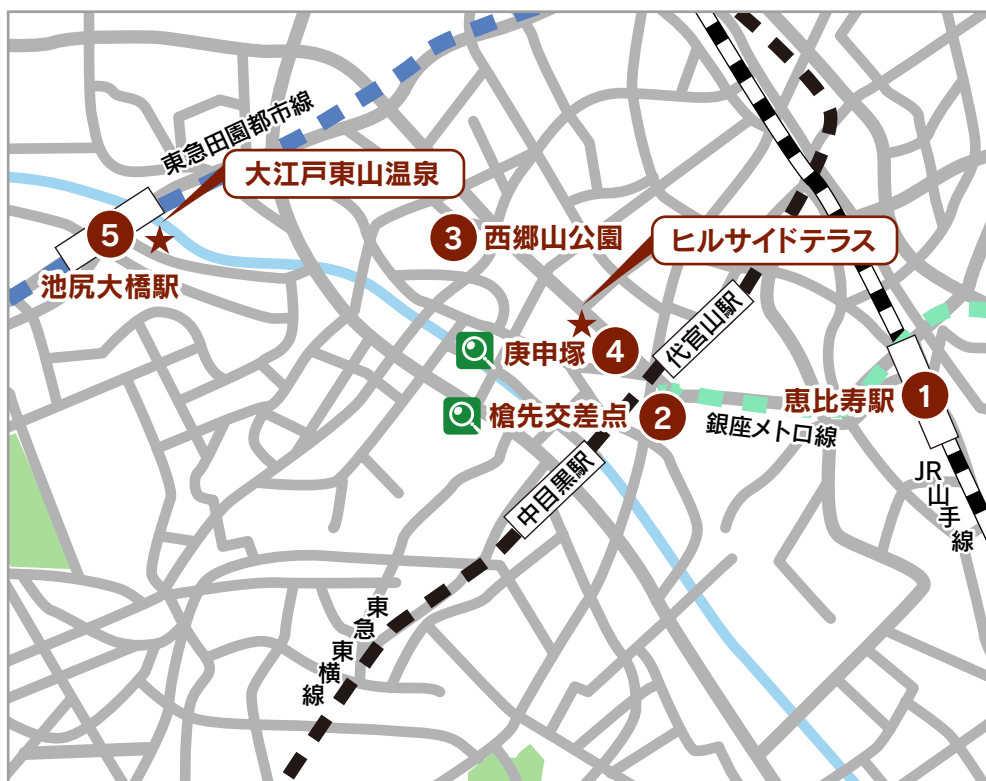 東急田園都市線
大江戸東山温泉
5
池尻大橋駅
3 西郷山公園
ヒルサイドテラス
代官山駅
庚申塚 4
槍先交差点 2
恵比寿駅 1
銀座メトロ線
中目黒駅
JR山手線
東急東横線